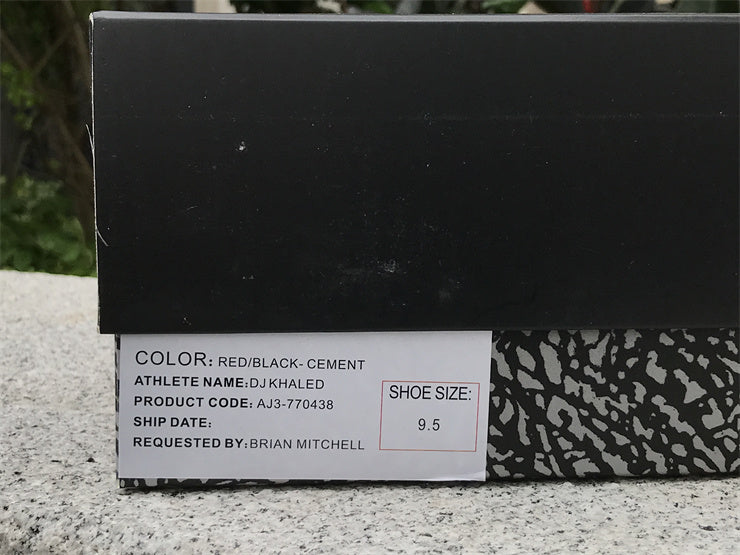 COLOR: RED/BLACK- CEMENT
ATHLETE NAME:DJ KHALED
PRODUCT CODE: AJ3-770438
SHIP DATE:
REQUESTED BY:BRIAN MITCHELL
SHOE SIZE:
9.5